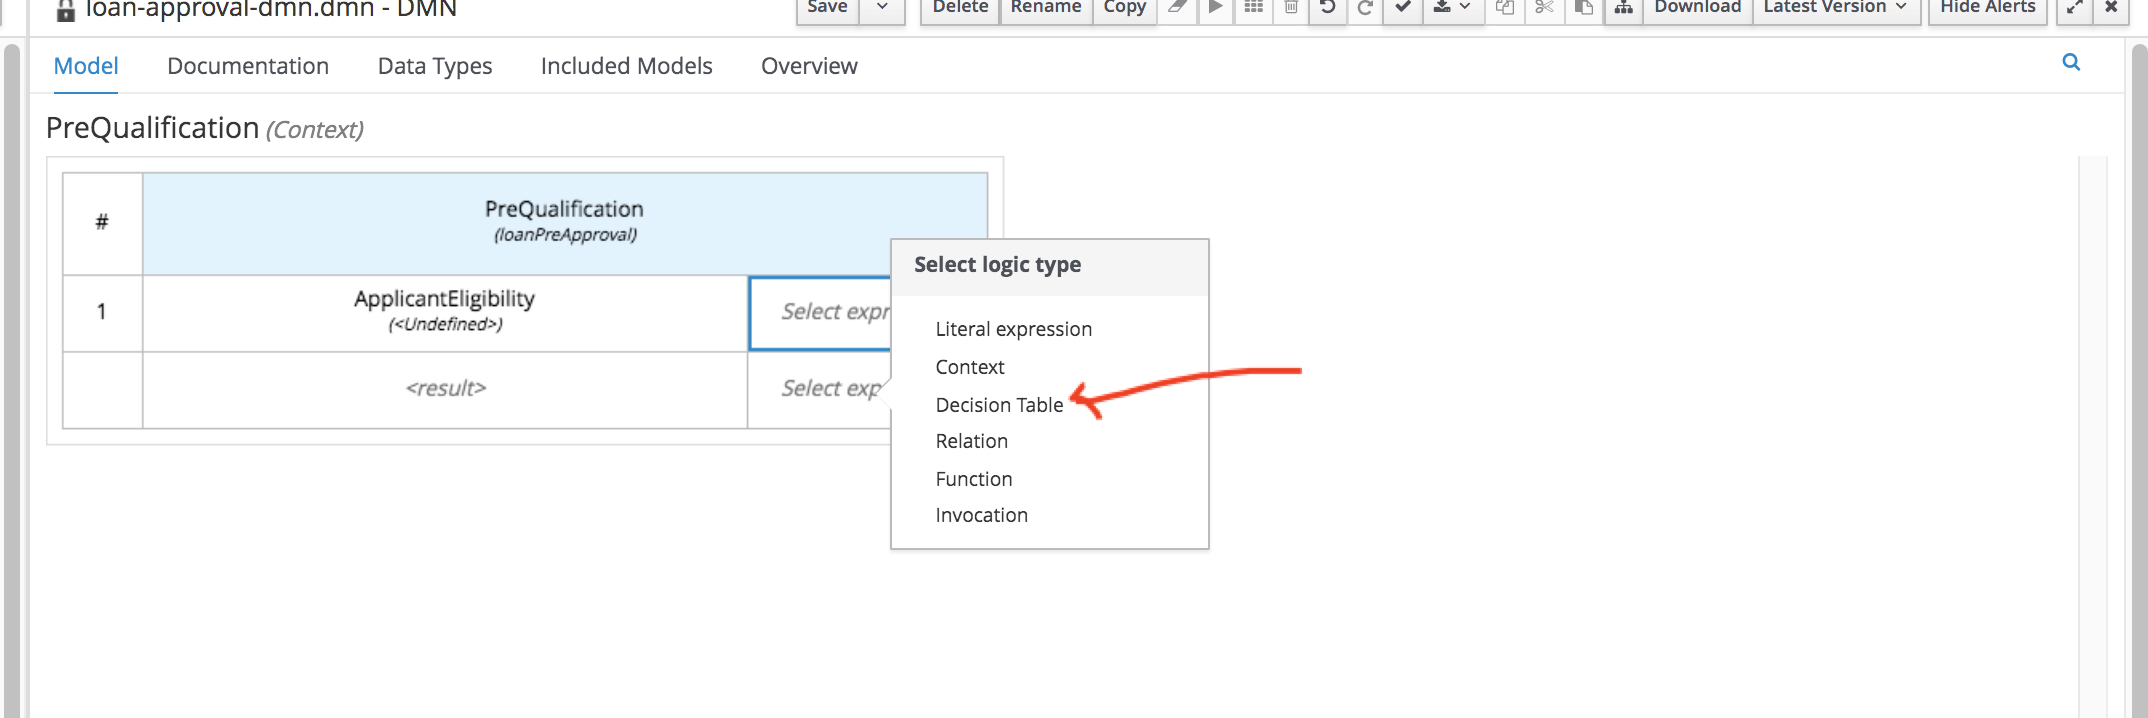 loan-approval-dmn.dmn - DMN
Save Delete Rename Copy Download Latest Version Hide Alerts
Model Documentation Data Types Included Models Overview
PreQualification (Context)
# PreQualification
(loanPreApproval)
1 ApplicantEligibility
(<Undefined>)
Select expr
<result> Select exp
Select logic type
Literal expression
Context
Decision Table
Relation
Function
Invocation